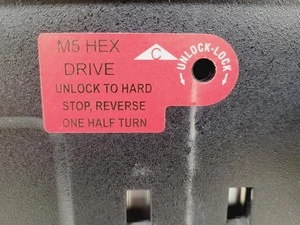 M5 HEX
DRIVE
UNLOCK TO HARD
STOP, REVERSE
ONE HALF TURN
C
UNLOCK-LOCK